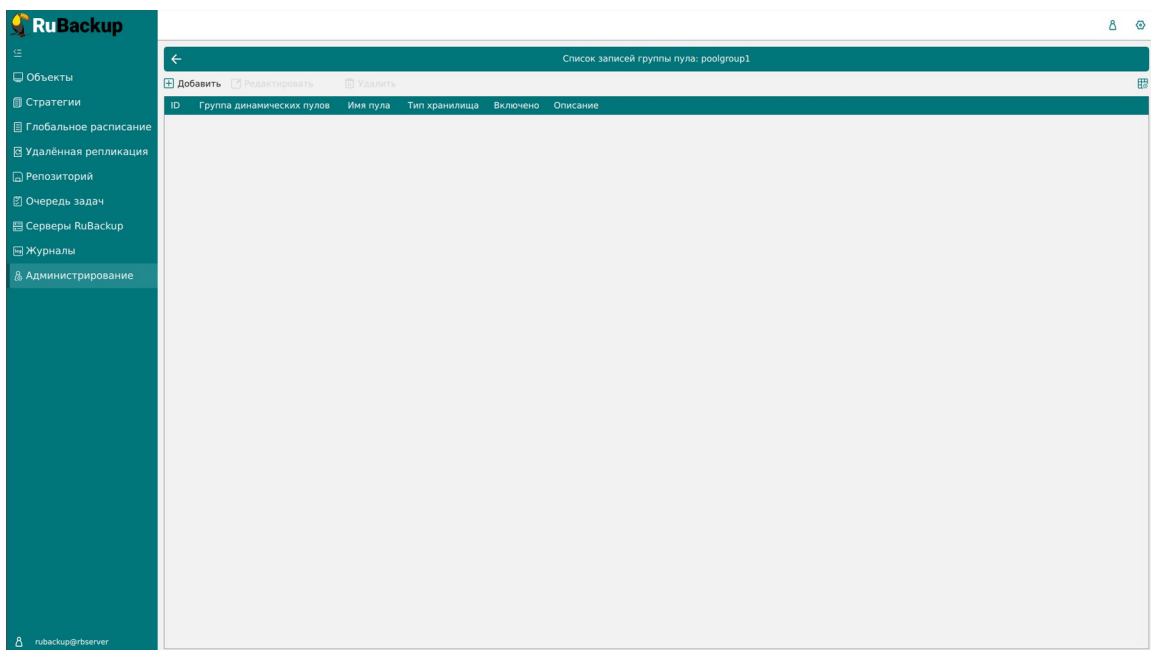 RuBackup
Список записей группы пула: poolgroup1
Объекты
Стратегии
Глобальное расписание
Удалённая репликация
Репозиторий
Очередь задач
Серверы RuBackup
Журналы
Администрирование
Добавить Редактировать Удалить
ID Группа динамических пулов Имя пула Тип хранилища Включено Описание
rubackup@rbserver